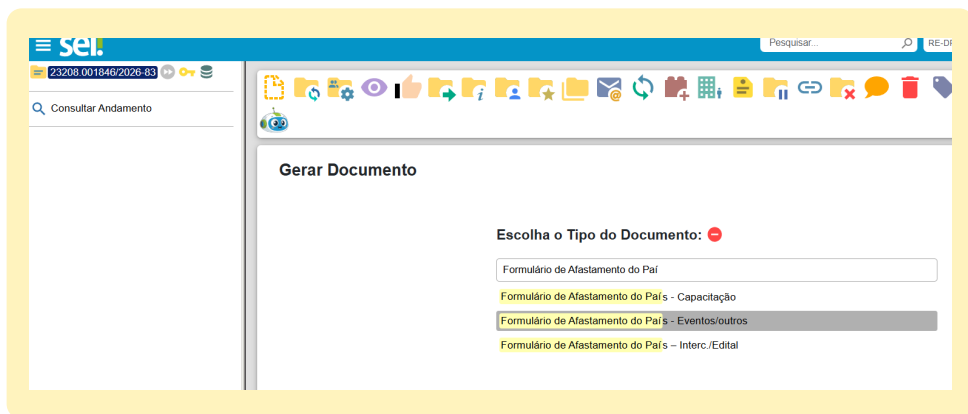 sei!
Pesquisar...
RE-DF
23208.001846/2026-83
Consultar Andamento
Gerar Documento
Escolha o Tipo do Documento:
Formulário de Afastamento do Paí
Formulário de Afastamento do País - Capacitação
Formulário de Afastamento do País - Eventos/outros
Formulário de Afastamento do País – Interc./Edital